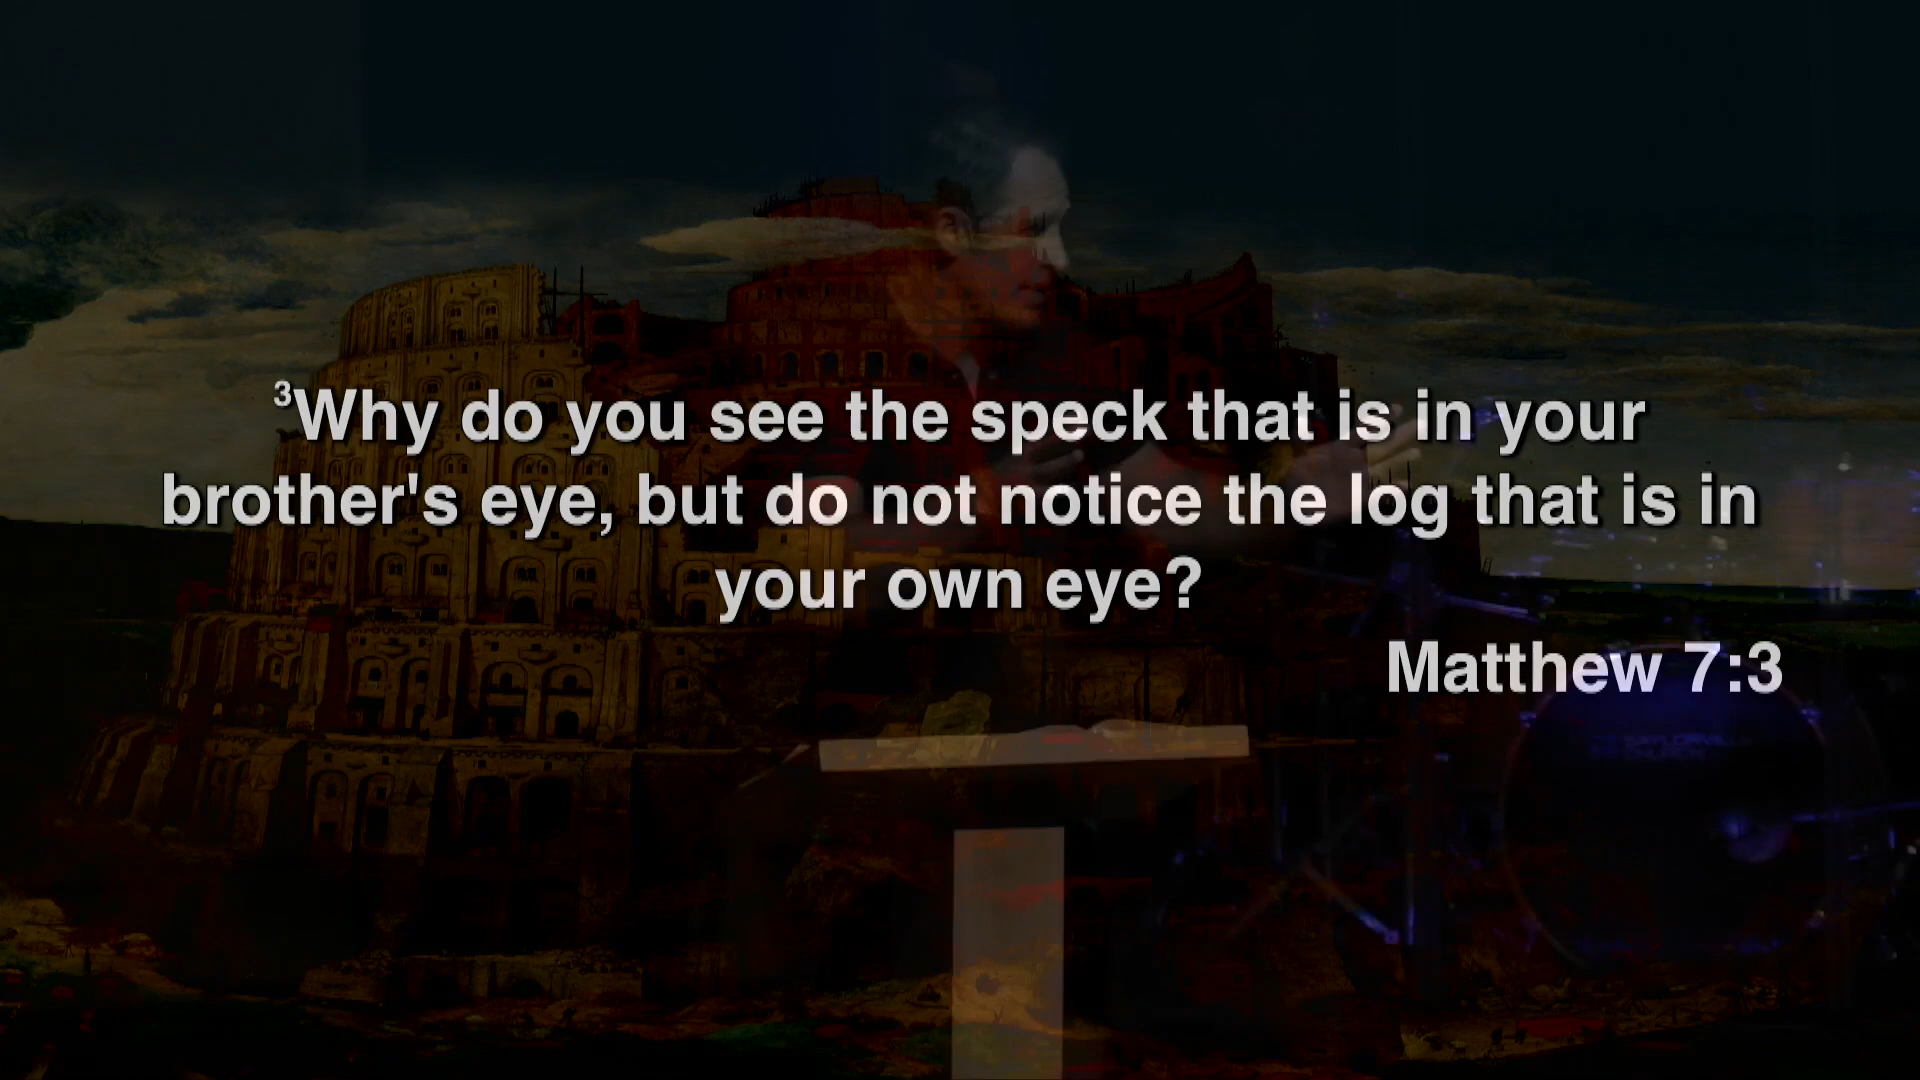 ³Why do you see the speck that is in your
brother's eye, but do not notice the log that is in
your own eye?
Matthew 7:3